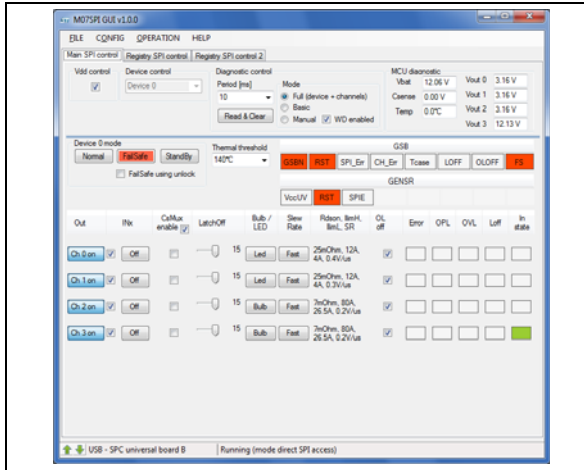 M07SPI GUI v1.0.0
FILE CONFIG OPERATION HELP
Main SPI control Registry SPI control Registry SPI control 2
Vdd control Device control Diagnostic control MCU diagnostic
Device 0 Period [ms] Mode Vbat 12.06 V Vout 0 3.16 V
10 Full (device + channels) Csense 0.00 V Vout 1 3.16 V
Basic Temp 0.0°C Vout 2 3.16 V
Read & Clear Manual WD enabled Vout 3 12.13 V
Device 0 mode Thermal threshold GSB
Normal FailSafe StandBy 140°C GSBN RST SPI_Err CH_Err Tcase LOFF OLOFF FS
FailSafe using unlock GENSR
VccUV RST SPIE
Out INx CsMux enable LatchOff Bulb / LED Slew Rate Rdson, IlimH, IlimL, SR OL off Error OPL OVL Loff In state
Ch 0 on Off 15 Led Fast 25mOhm, 12A, 4A, 0.4V/us
Ch 1 on Off 15 Led Fast 25mOhm, 12A, 4A, 0.3V/us
Ch 2 on Off 15 Bulb Fast 7mOhm, 80A, 26.5A, 0.2V/us
Ch 3 on Off 15 Bulb Fast 7mOhm, 80A, 26.5A, 0.2V/us
USB - SPC universal board B Running (mode direct SPI access)